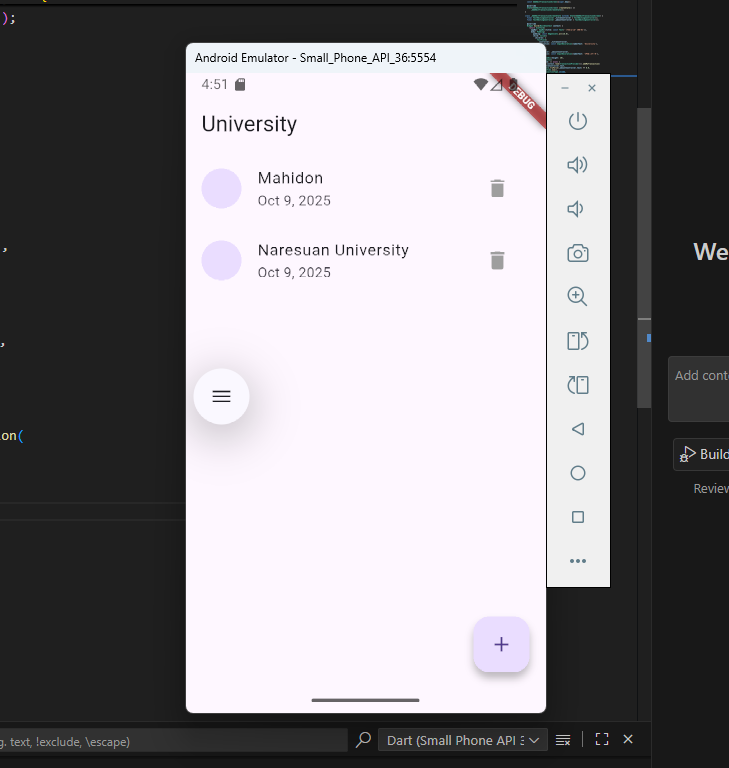 );
Android Emulator - Small_Phone_API_36:5554
4:51
DEBUG
University
Mahidon
Oct 9, 2025
Naresuan University
Oct 9, 2025
,
We
,
Add cont
on(
Build
Review
g. text, !exclude, \escape)
Dart (Small Phone API 3